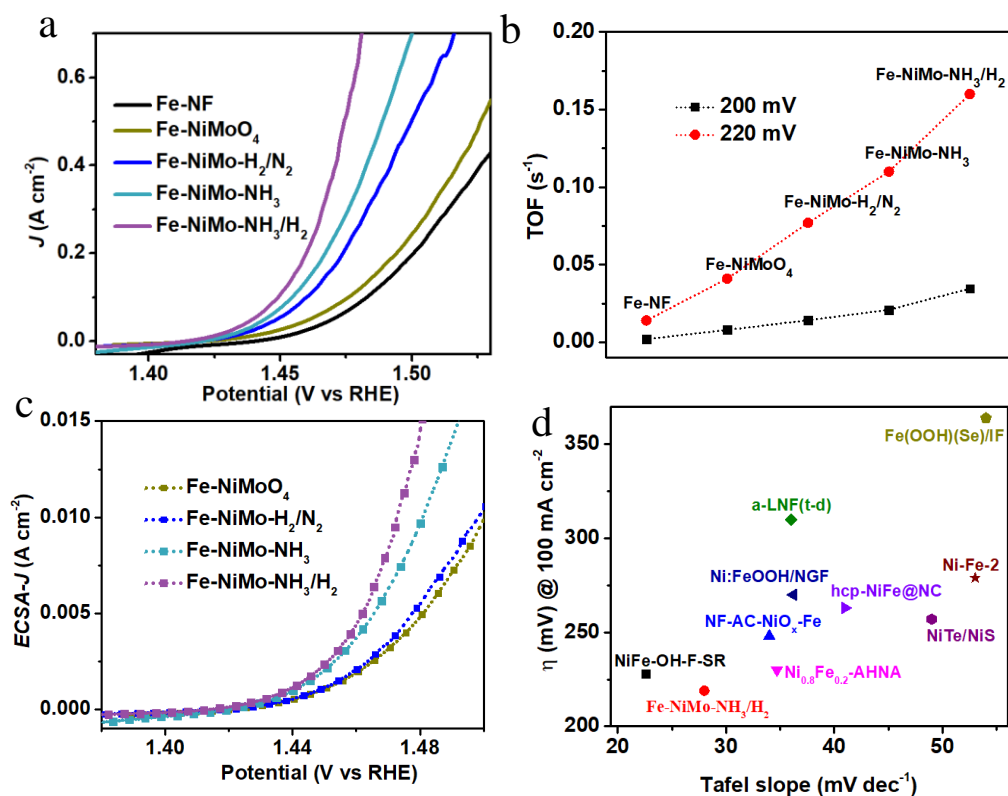 a
0.6
0.4
0.2
0.0
J (A cm⁻²)
Fe-NF
Fe-NiMoO₄
Fe-NiMo-H₂/N₂
Fe-NiMo-NH₃
Fe-NiMo-NH₃/H₂
1.40 1.45 1.50
Potential (V vs RHE)
b
0.20
0.15
0.10
0.05
0.00
TOF (s⁻¹)
200 mV
220 mV
Fe-NiMo-NH₃/H₂
Fe-NiMo-NH₃
Fe-NiMo-H₂/N₂
Fe-NiMoO₄
Fe-NF
c
0.015
0.010
0.005
0.000
ECSA-J (A cm⁻²)
Fe-NiMoO₄
Fe-NiMo-H₂/N₂
Fe-NiMo-NH₃
Fe-NiMo-NH₃/H₂
1.40 1.44 1.48
Potential (V vs RHE)
d
350
300
250
200
η (mV) @ 100 mA cm⁻²
Fe(OOH)(Se)/IF
a-LNF(t-d)
Ni-Fe-2
Ni:FeOOH/NGF
hcp-NiFe@NC
NF-AC-NiOₓ-Fe
NiTe/NiS
NiFe-OH-F-SR
Ni₀.₈Fe₀.₂-AHNA
Fe-NiMo-NH₃/H₂
20 30 40 50
Tafel slope (mV dec⁻¹)